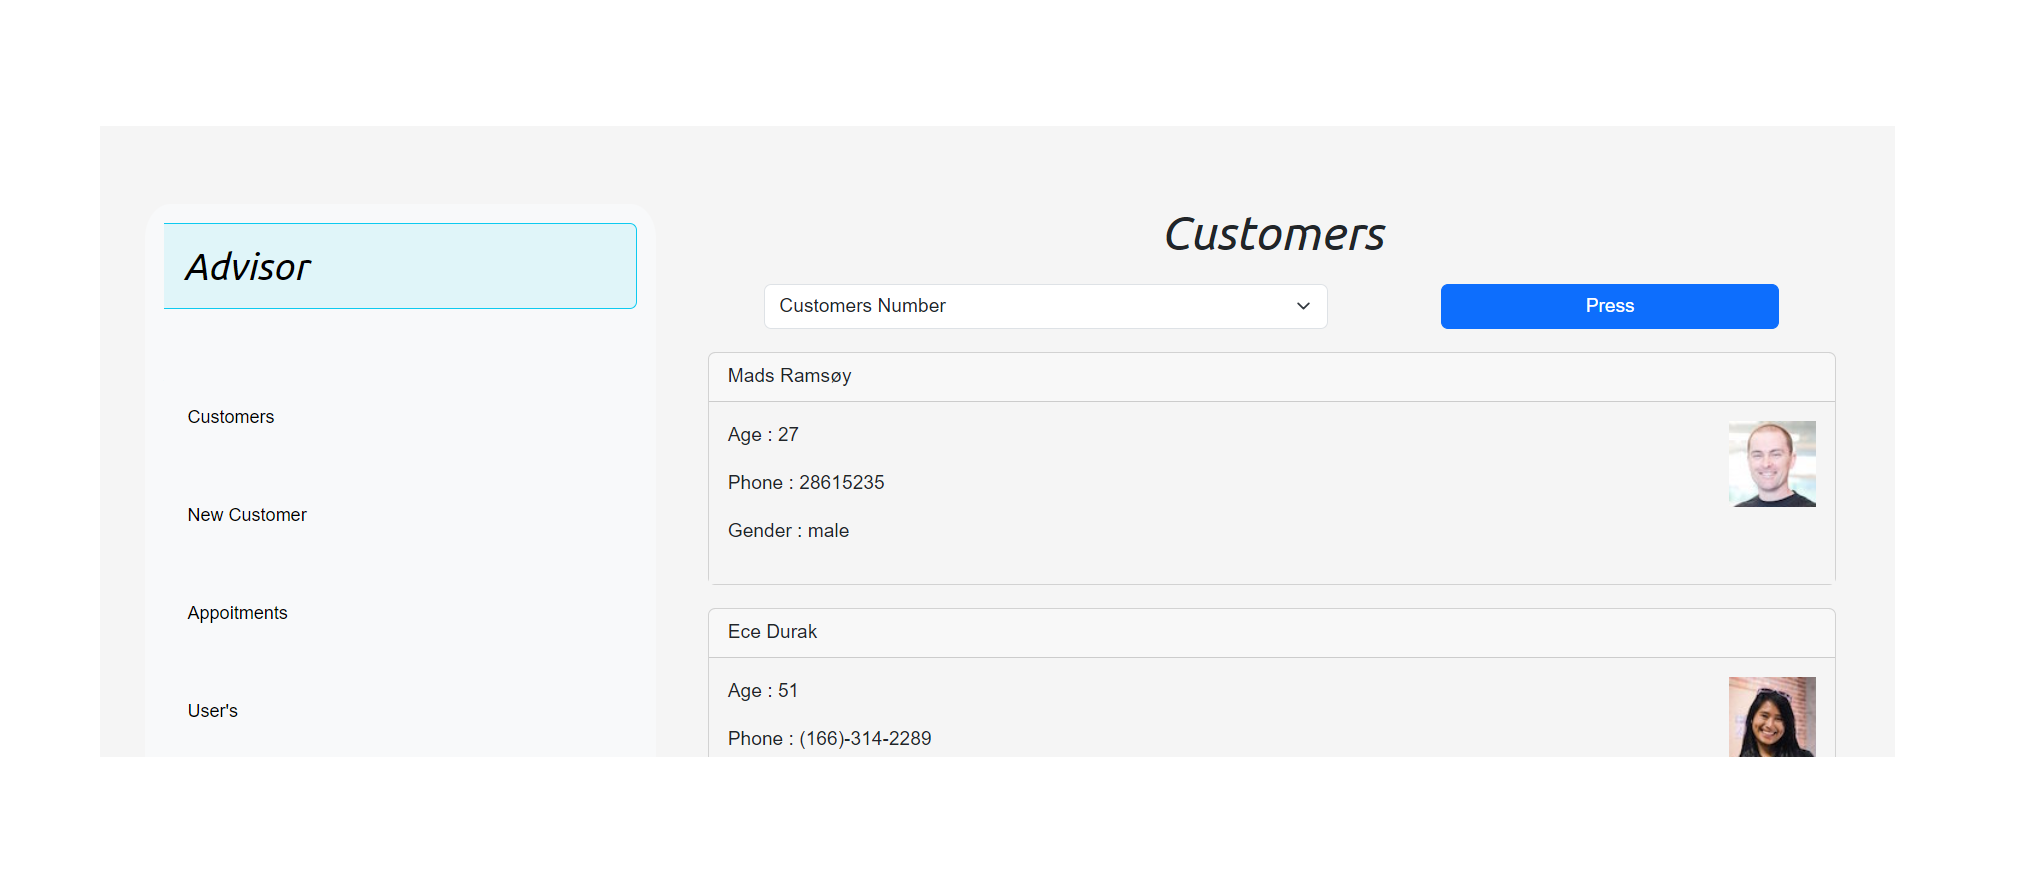 Advisor
Customers
New Customer
Appoitments
User's
Customers
Customers Number
Press
Mads Ramsøy
Age : 27
Phone : 28615235
Gender : male
Ece Durak
Age : 51
Phone : (166)-314-2289